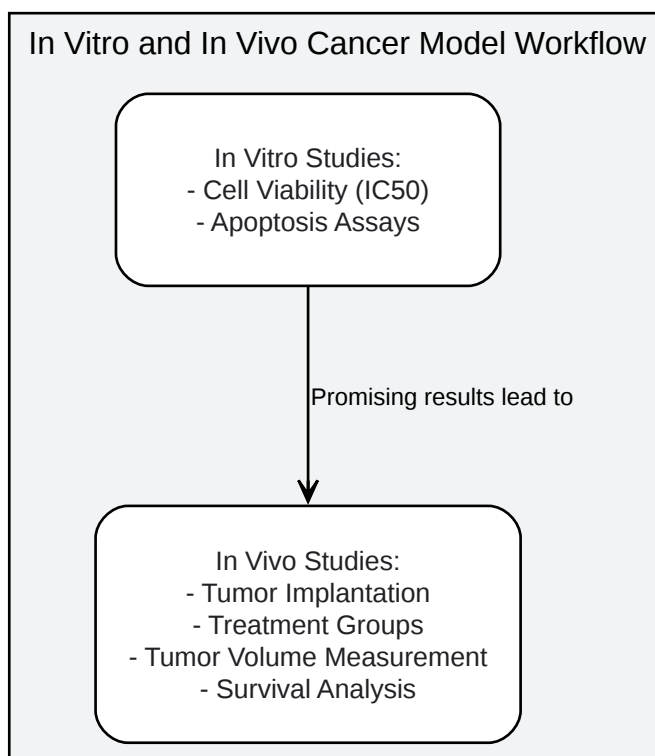 In Vitro and In Vivo Cancer Model Workflow
In Vitro Studies:
- Cell Viability (IC50)
- Apoptosis Assays
Promising results lead to
In Vivo Studies:
- Tumor Implantation
- Treatment Groups
- Tumor Volume Measurement
- Survival Analysis